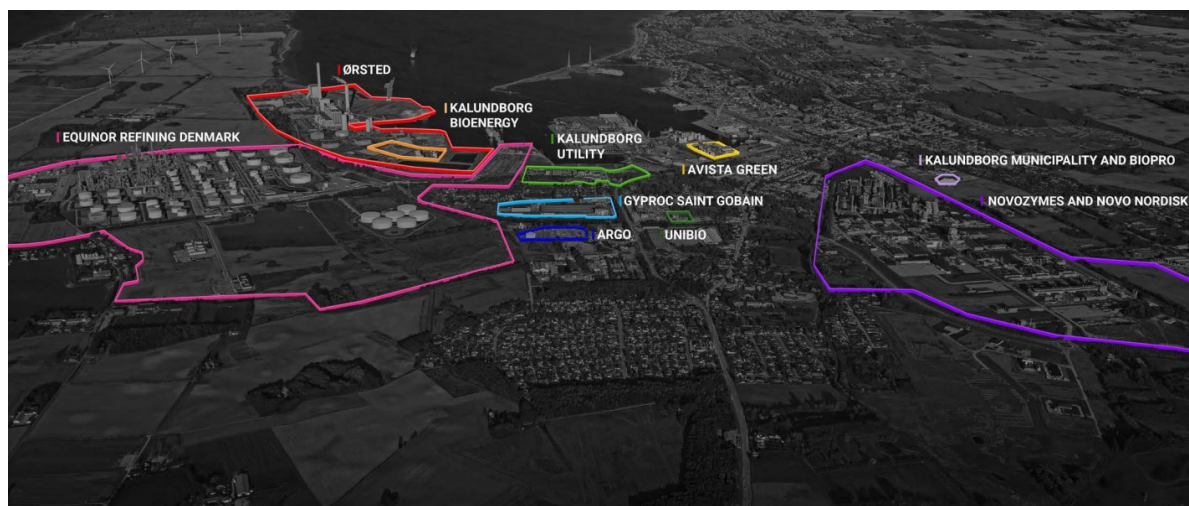 ØRSTED
KALUNDBORG
BIOENERGY
EQUINOR REFINING DENMARK
KALUNDBORG
UTILITY
AVISTA GREEN
KALUNDBORG MUNICIPALITY AND BIOPRO
GYPROC SAINT GOBAIN
NOVOZYMES AND NOVO NORDISK
ARGO
UNIBIO